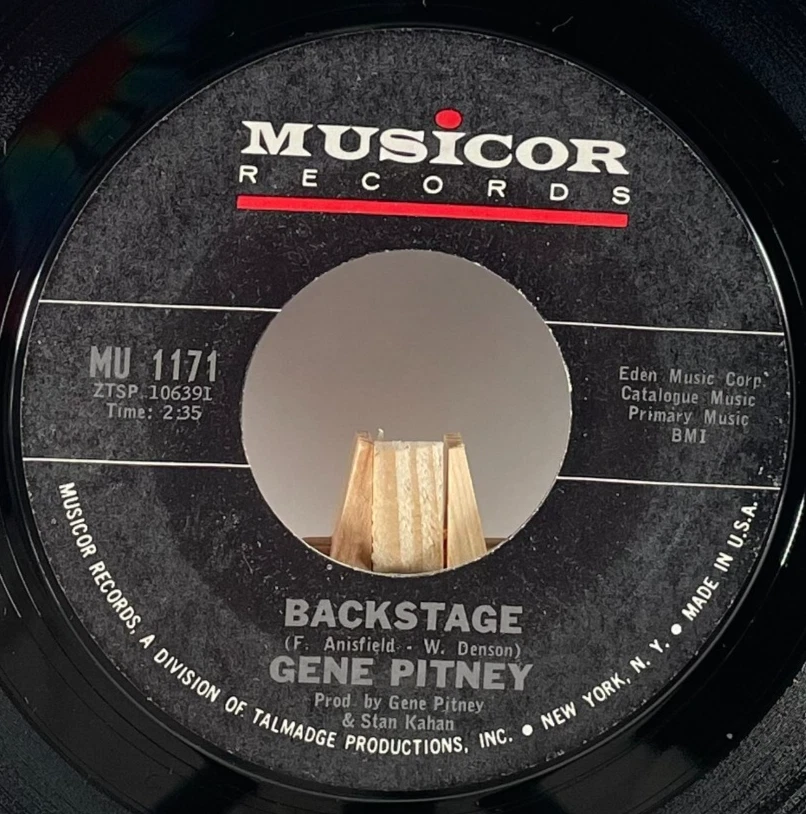 MUSiCOR
RECORDS
MU 1171
ZTSP 106391
Time: 2:35
Eden Music Corp.
Catalogue Music
Primary Music
BMI
BACKSTAGE
(F. Anisfield - W. Denson)
GENE PITNEY
Prod by Gene Pitney
& Stan Kahan
MUSICOR RECORDS, A DIVISION OF TALMADGE PRODUCTIONS, INC. ● NEW YORK, N. Y. ● MADE IN U.S.A.